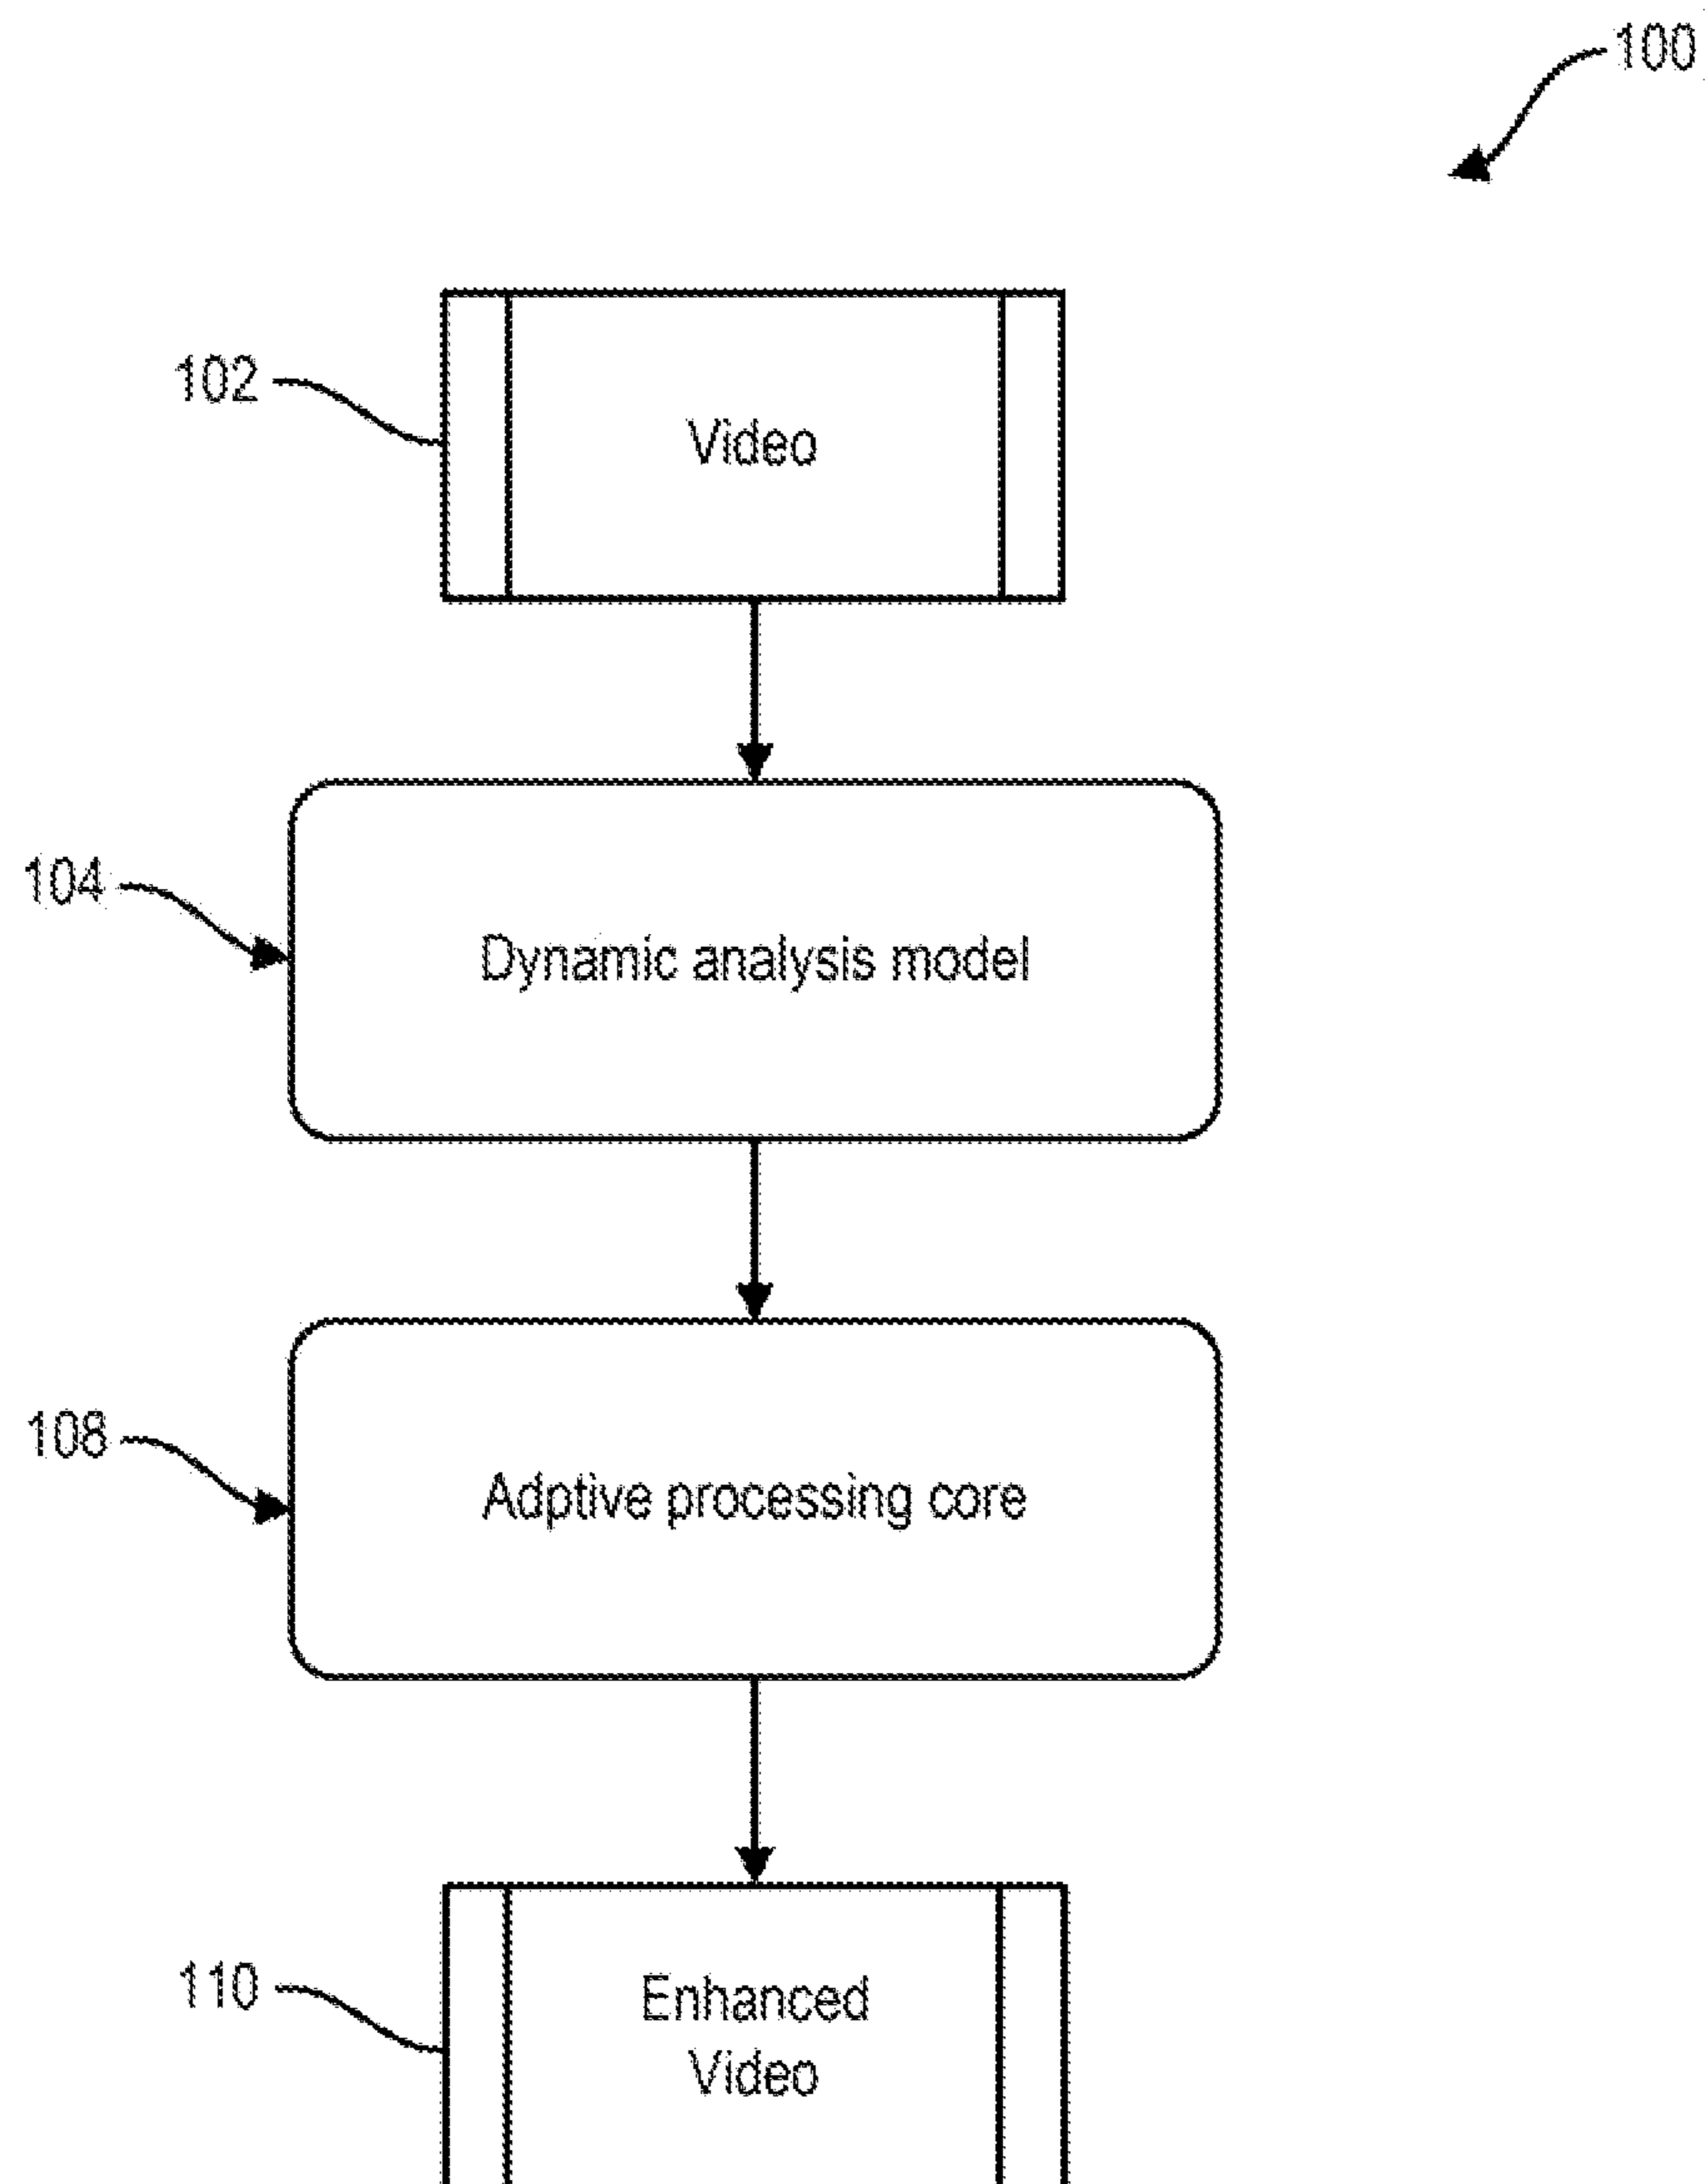 100
102
Video
104
Dynamic analysis model
108
Adptive processing core
110
Enhanced
Video